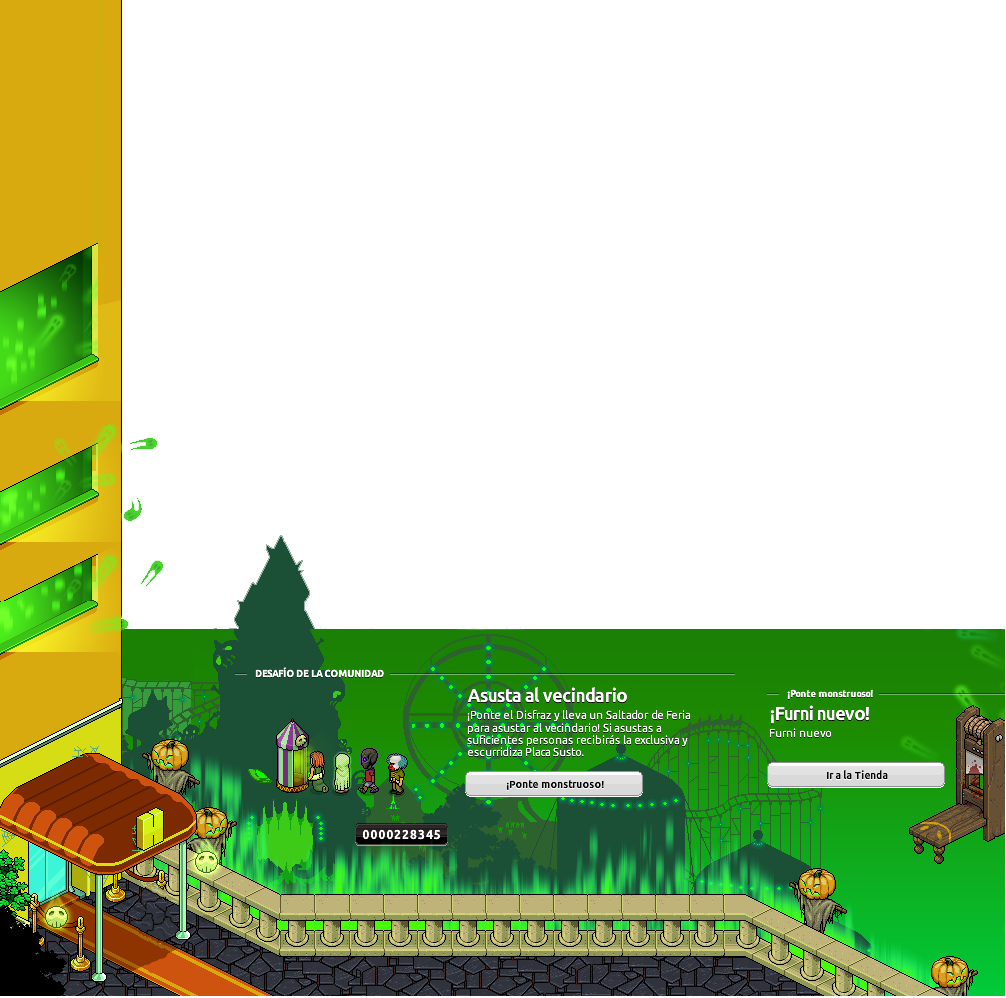 DESAFÍO DE LA COMUNIDAD
Asusta al vecindario
¡Ponte el Disfraz y lleva un Saltador de Feria
para asustar al vecindario! Si asustas a
suficientes personas recibirás la exclusiva y
escurridiza Placa Susto.
¡Ponte monstruoso!
0000228345
¡Ponte monstruoso!
¡Furni nuevo!
Furni nuevo
Ir a la Tienda
H